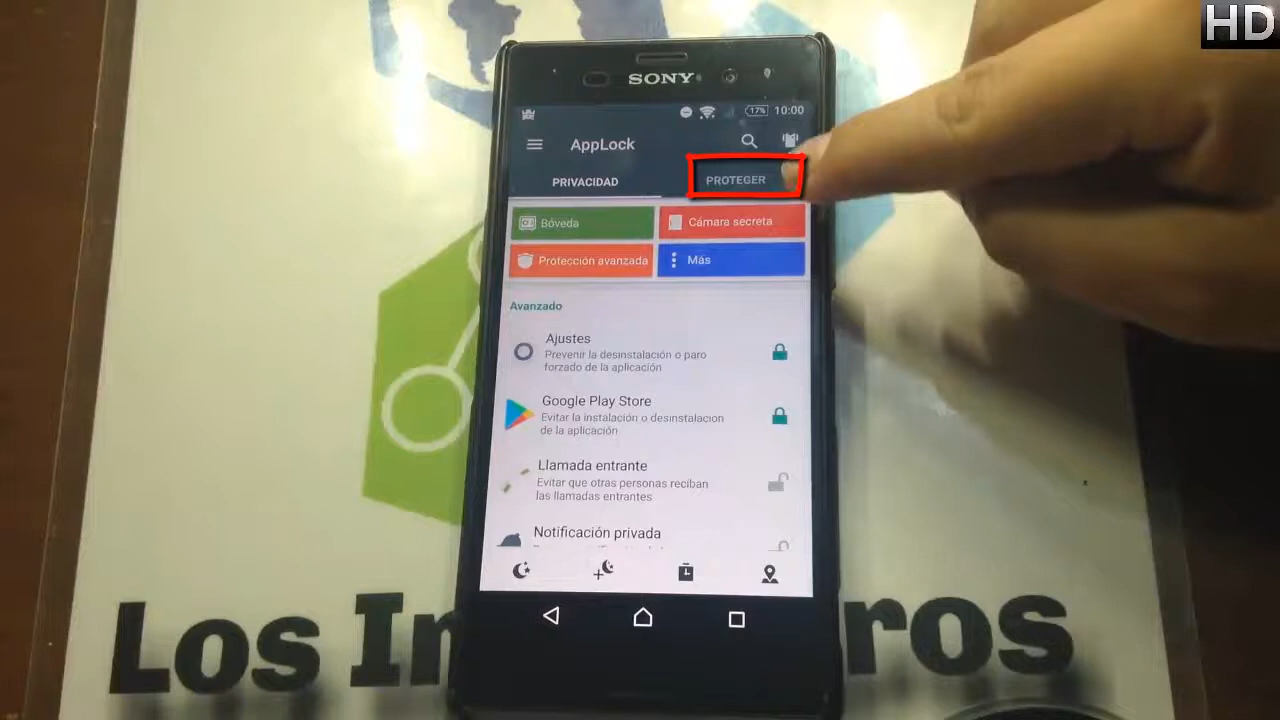 HD
SONY
17% 10:00
AppLock
PRIVACIDAD PROTEGER
Bóveda Cámara secreta
Protección avanzada Más
Avanzado
Ajustes
Prevenir la desinstalación o paro
forzado de la aplicación
Google Play Store
Evitar la instalación o desinstalacion
de la aplicación
Llamada entrante
Evitar que otras personas reciban
las llamadas entrantes
Notificación privada
Los In ros